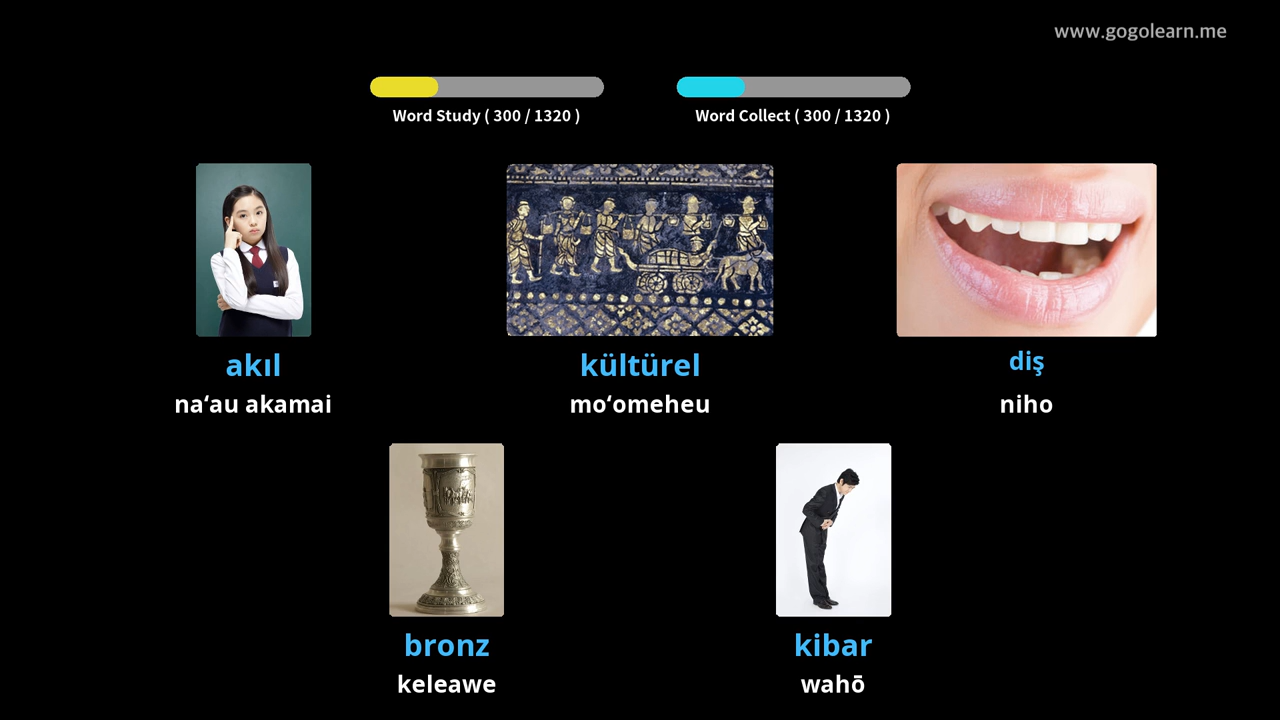 www.gogolearn.me
Word Study ( 300 / 1320 )
Word Collect ( 300 / 1320 )
akıl
naʻau akamai
kültürel
moʻomeheu
diş
niho
bronz
keleawe
kibar
wahō